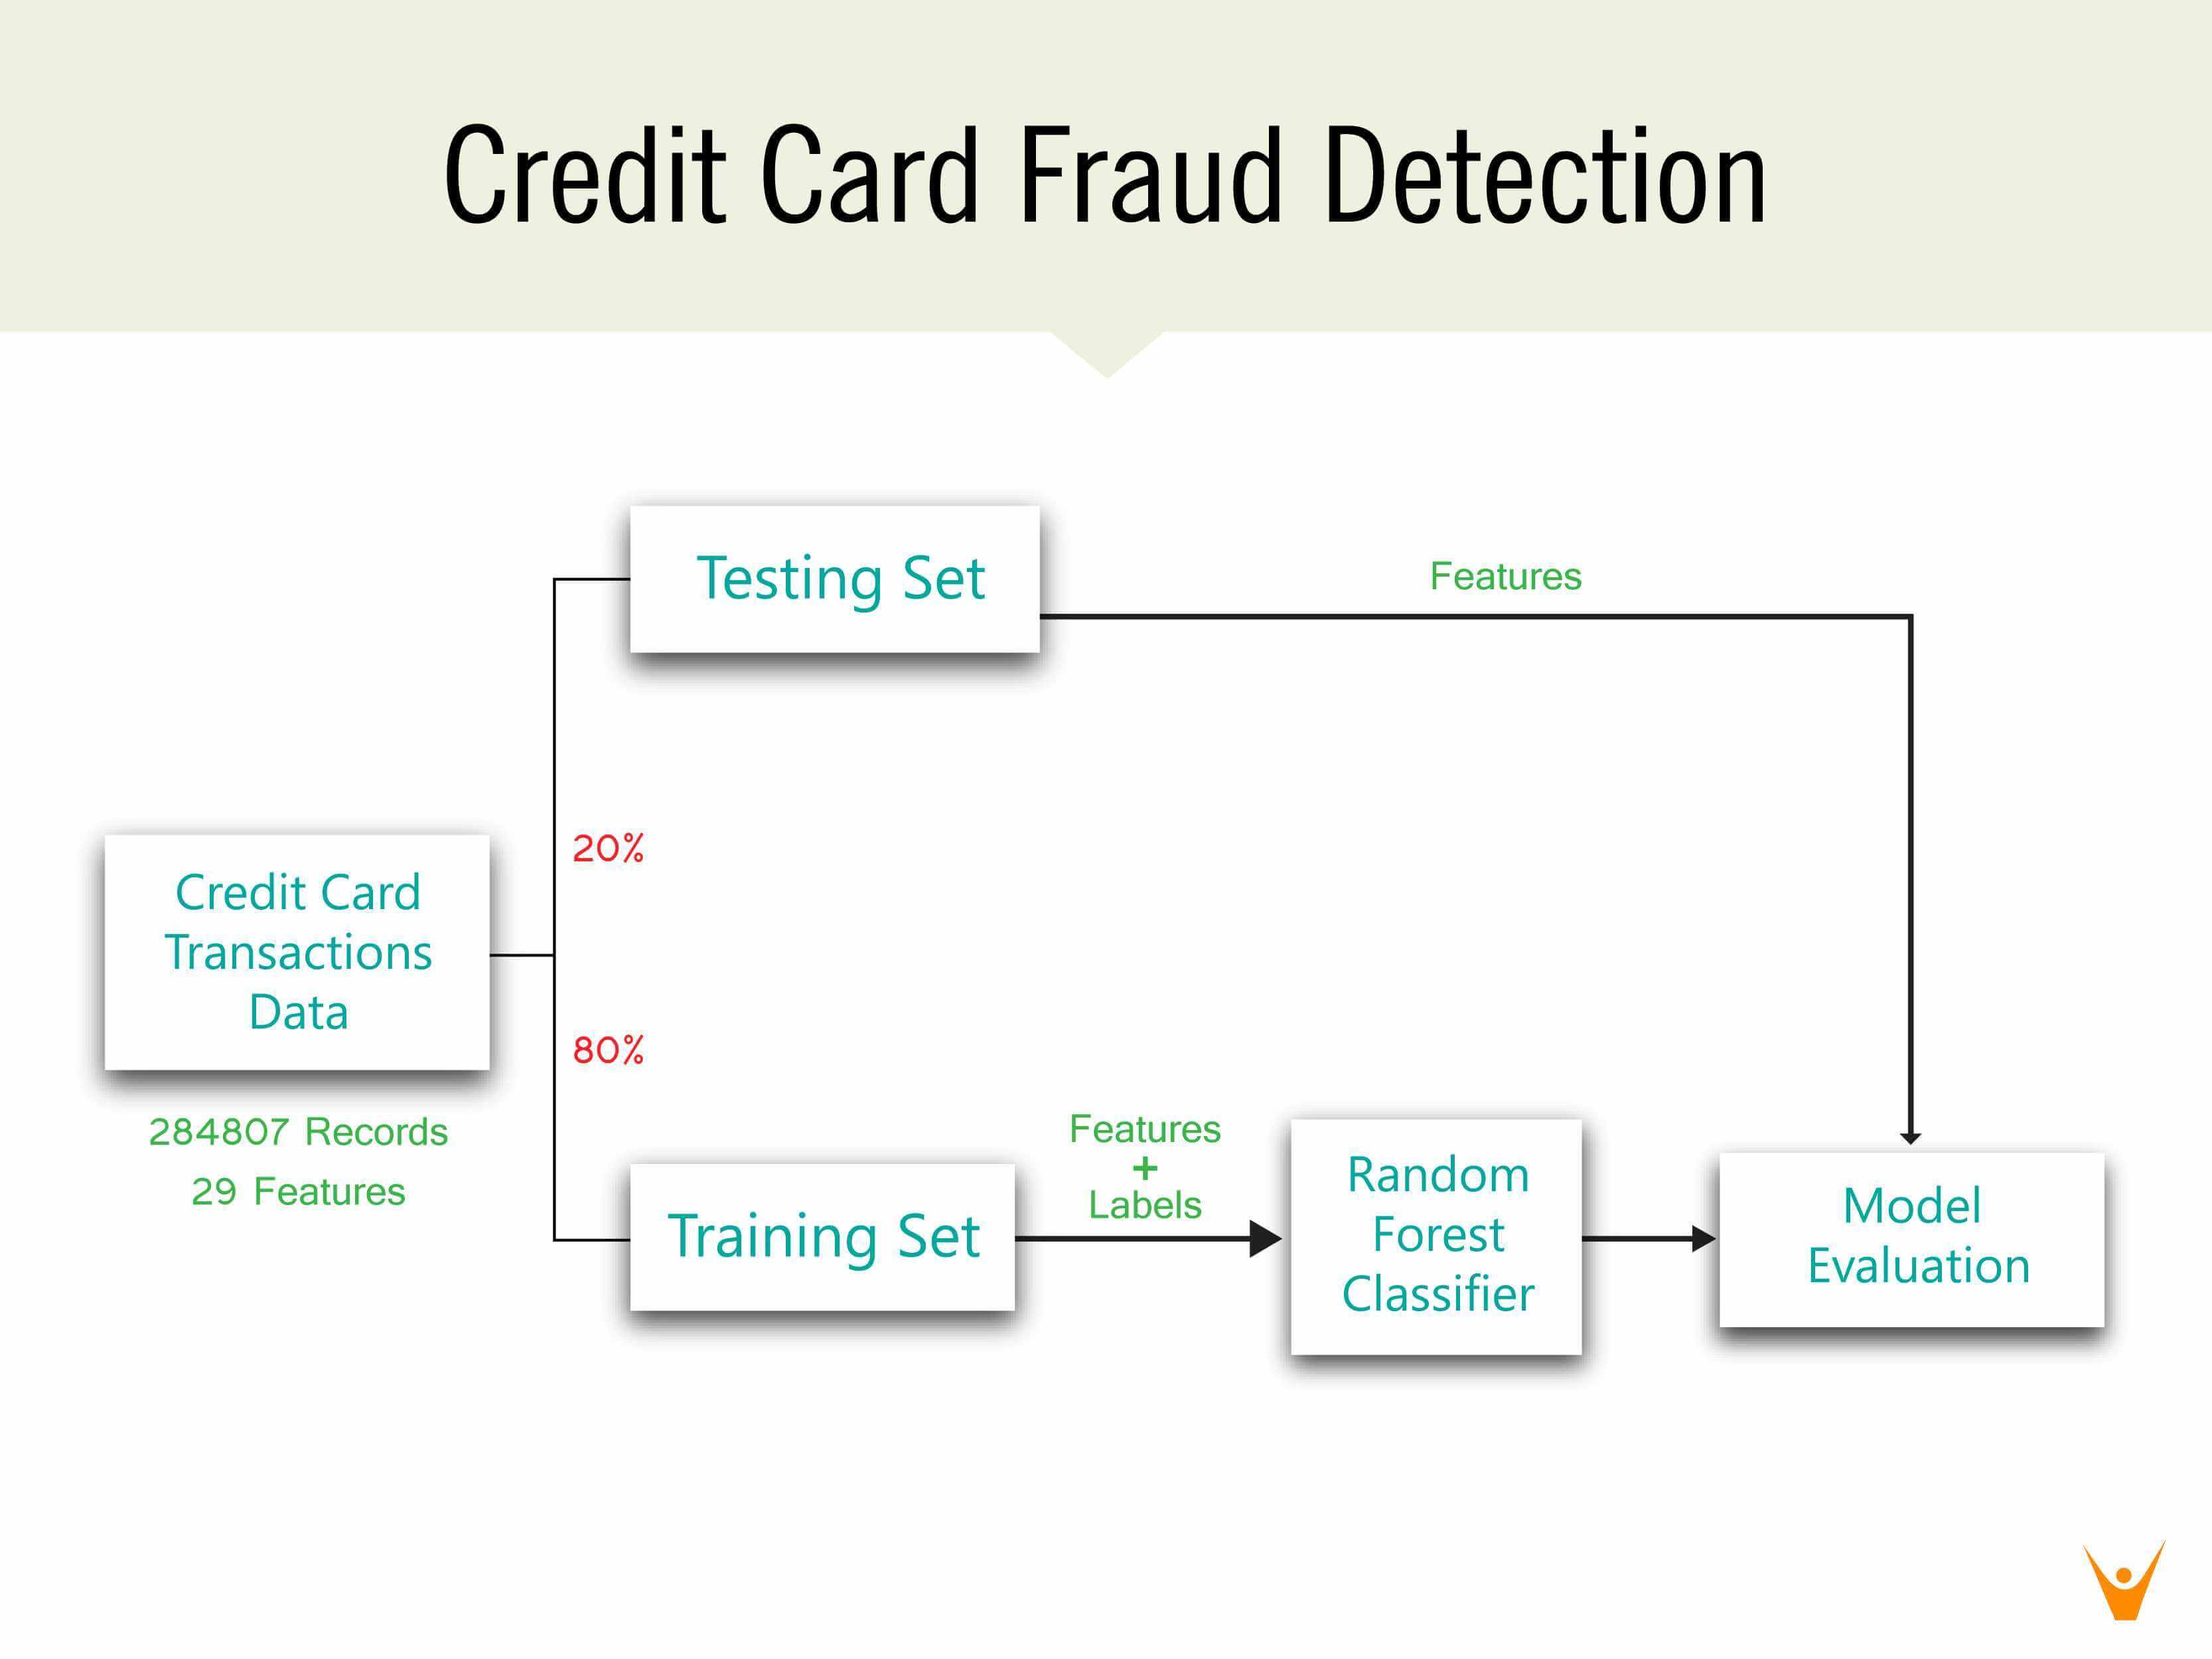 Credit Card Fraud Detection
Testing Set
Features
20%
Credit Card
Transactions
Data
80%
284807 Records
29 Features
Training Set
Features
+
Labels
Random
Forest
Classifier
Model
Evaluation